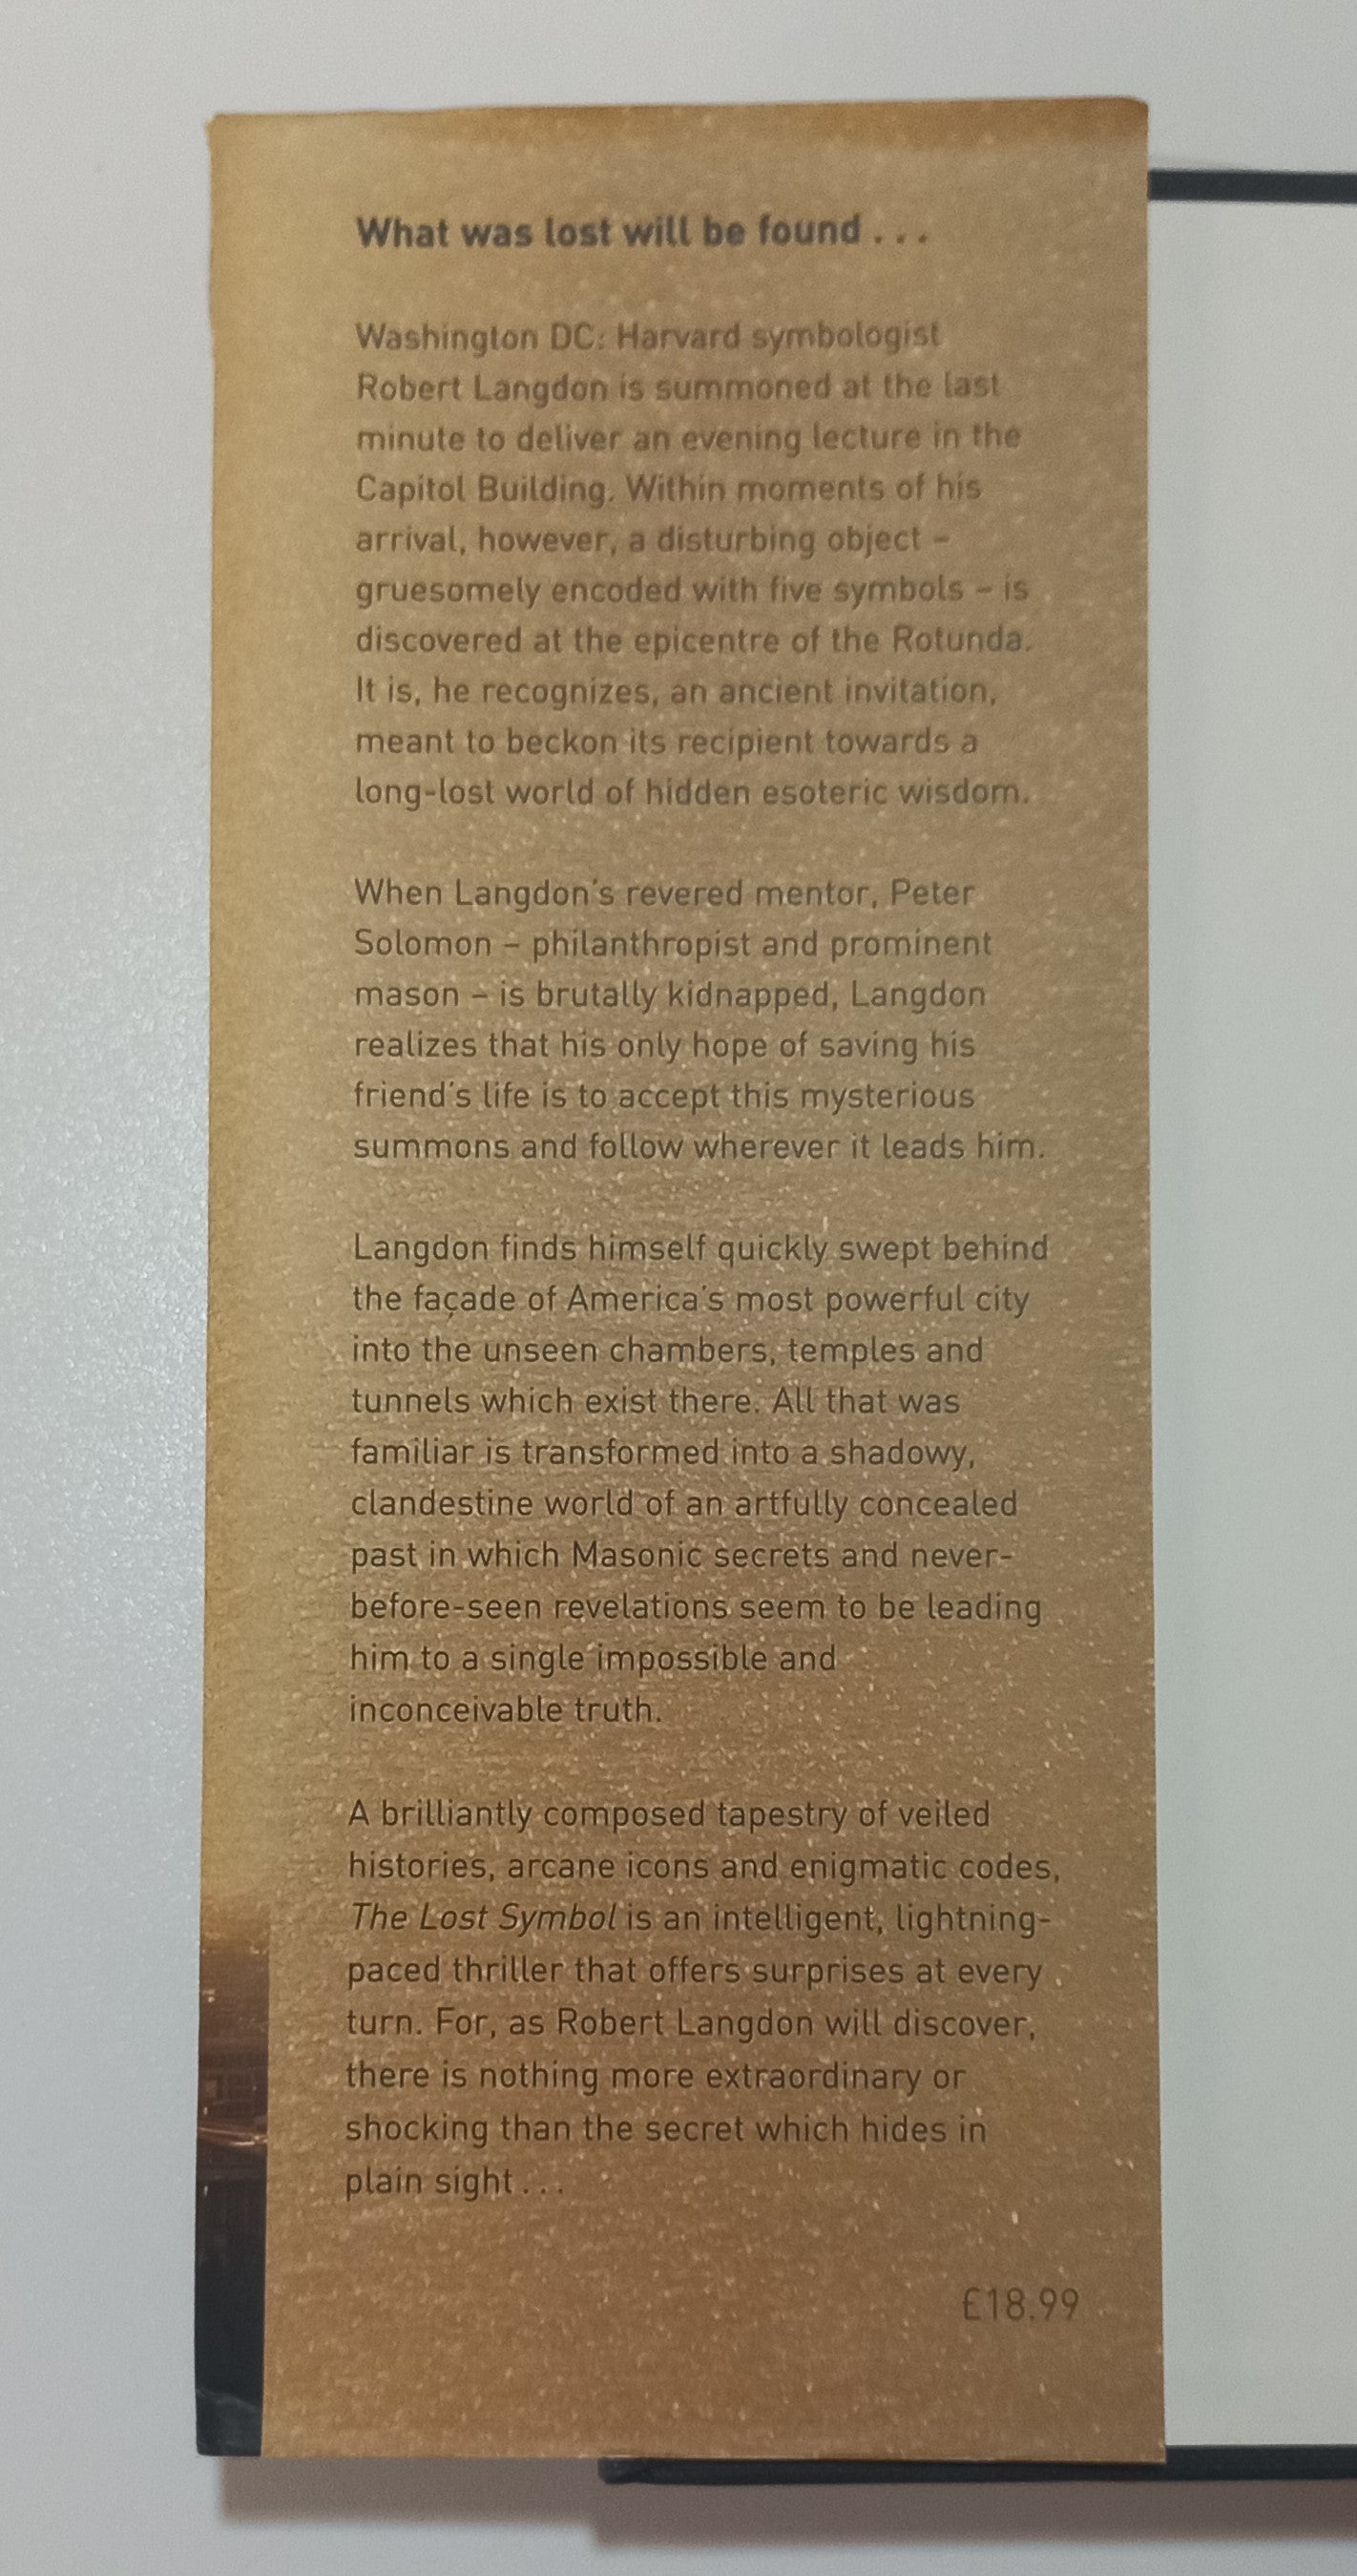 What was lost will be found . . .
Washington DC: Harvard symbologist
Robert Langdon is summoned at the last
minute to deliver an evening lecture in the
Capitol Building. Within moments of his
arrival, however, a disturbing object –
gruesomely encoded with five symbols – is
discovered at the epicentre of the Rotunda.
It is, he recognizes, an ancient invitation,
meant to beckon its recipient towards a
long-lost world of hidden esoteric wisdom.
When Langdon's revered mentor, Peter
Solomon – philanthropist and prominent
mason – is brutally kidnapped, Langdon
realizes that his only hope of saving his
friend's life is to accept this mysterious
summons and follow wherever it leads him.
Langdon finds himself quickly swept behind
the façade of America's most powerful city
into the unseen chambers, temples and
tunnels which exist there. All that was
familiar is transformed into a shadowy,
clandestine world of an artfully concealed
past in which Masonic secrets and never-
before-seen revelations seem to be leading
him to a single impossible and
inconceivable truth.
A brilliantly composed tapestry of veiled
histories, arcane icons and enigmatic codes,
The Lost Symbol is an intelligent, lightning-
paced thriller that offers surprises at every
turn. For, as Robert Langdon will discover,
there is nothing more extraordinary or
shocking than the secret which hides in
plain sight . . .
£18.99